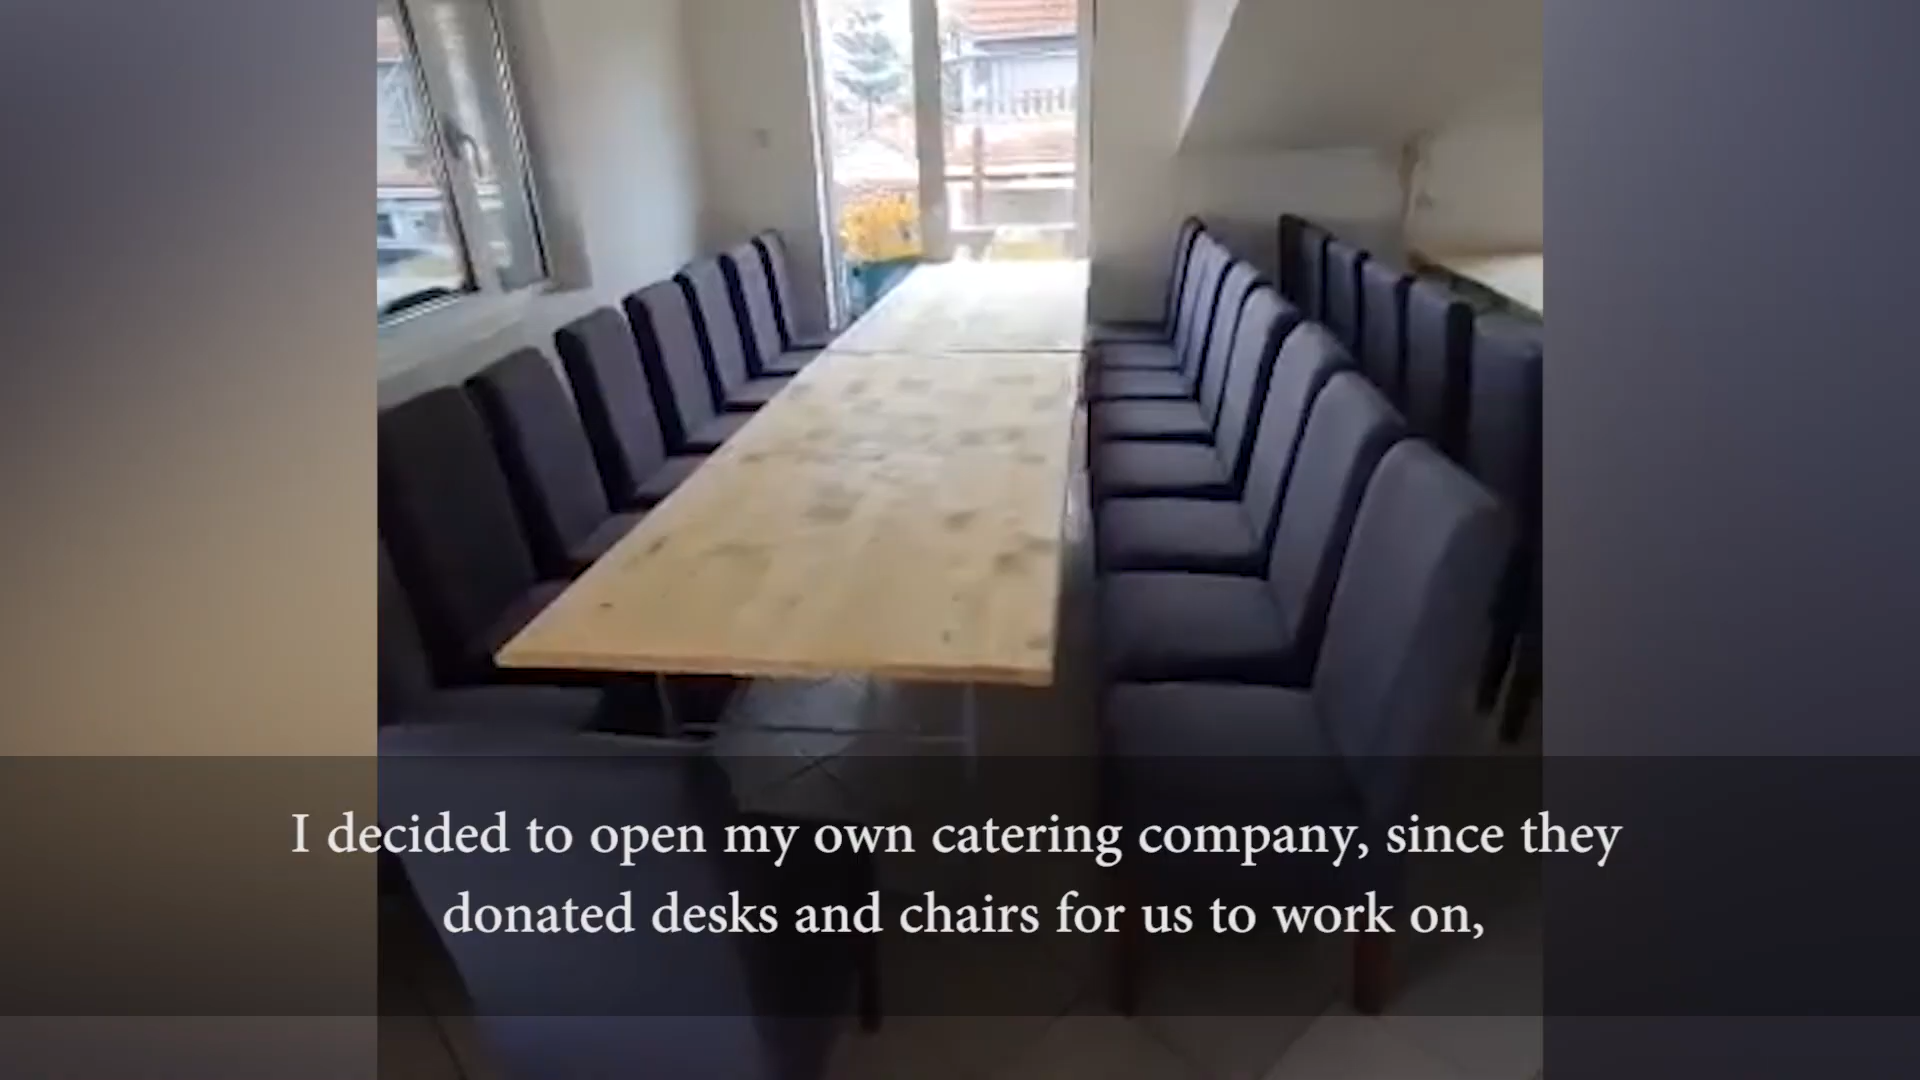 I decided to open my own catering company, since they
donated desks and chairs for us to work on,